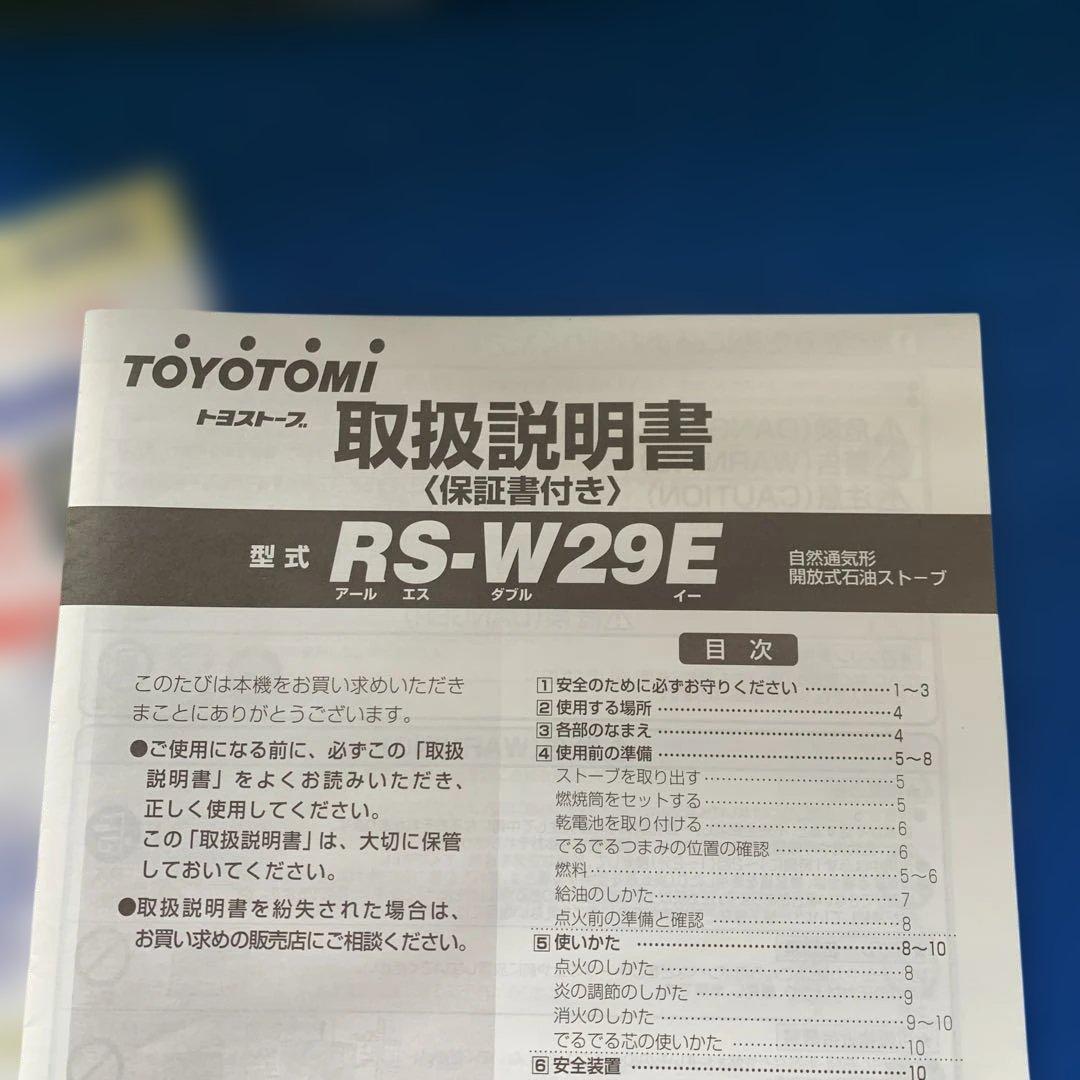 TOYOTOMI
トヨストーブ
取扱説明書
〈保証書付き〉
型式 RS-W29E
アール エス ダブル イー
自然通気形
開放式石油ストーブ
このたびは本機をお買い求めいただき
まことにありがとうございます。
●ご使用になる前に、必ずこの「取扱
説明書」をよくお読みいただき、
正しく使用してください。
この「取扱説明書」は、大切に保管
しておいてください。
●取扱説明書を紛失された場合は、
お買い求めの販売店にご相談ください。
目次
1 安全のために必ずお守りください ……………1～3
2 使用する場所 ……………4
3 各部のなまえ ……………4
4 使用前の準備 ……………5～8
ストーブを取り出す ……………5
燃焼筒をセットする ……………5
乾電池を取り付ける ……………6
でるでるつまみの位置の確認 ……………6
燃料 ……………5～6
給油のしかた ……………7
点火前の準備と確認 ……………8
5 使いかた ……………8～10
点火のしかた ……………8
炎の調節のしかた ……………9
消火のしかた ……………9～10
でるでる芯の使いかた ……………10
6 安全装置 ……………10